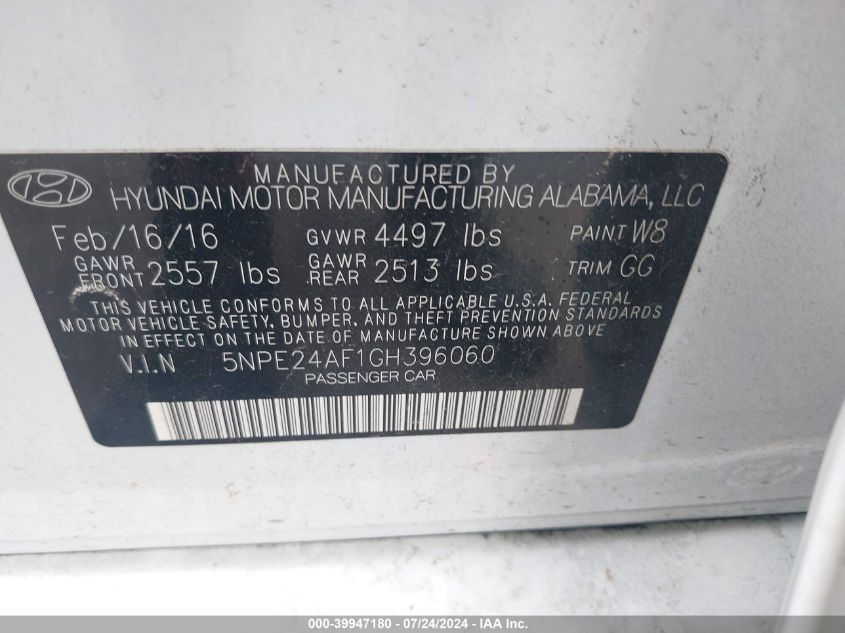 MANUFACTURED BY
HYUNDAI MOTOR MANUFACTURING ALABAMA, LLC
Feb/16/16 GVWR 4497 lbs PAINT W8
GAWR FRONT 2557 lbs GAWR .REAR 2513 lbs TRIM GG
THIS VEHICLE CONFORMS TO ALL APPLICABLE U.S.A. FEDERAL
MOTOR VEHICLE SAFETY, BUMPER, AND THEFT PREVENTION STANDARDS
IN EFFECT ON THE DATE OF MANUFACTURE SHOWN ABOVE
V.I.N 5NPE24AF1GH396060
PASSENGER CAR
000-39947180 - 07/24/2024 - IAA Inc.